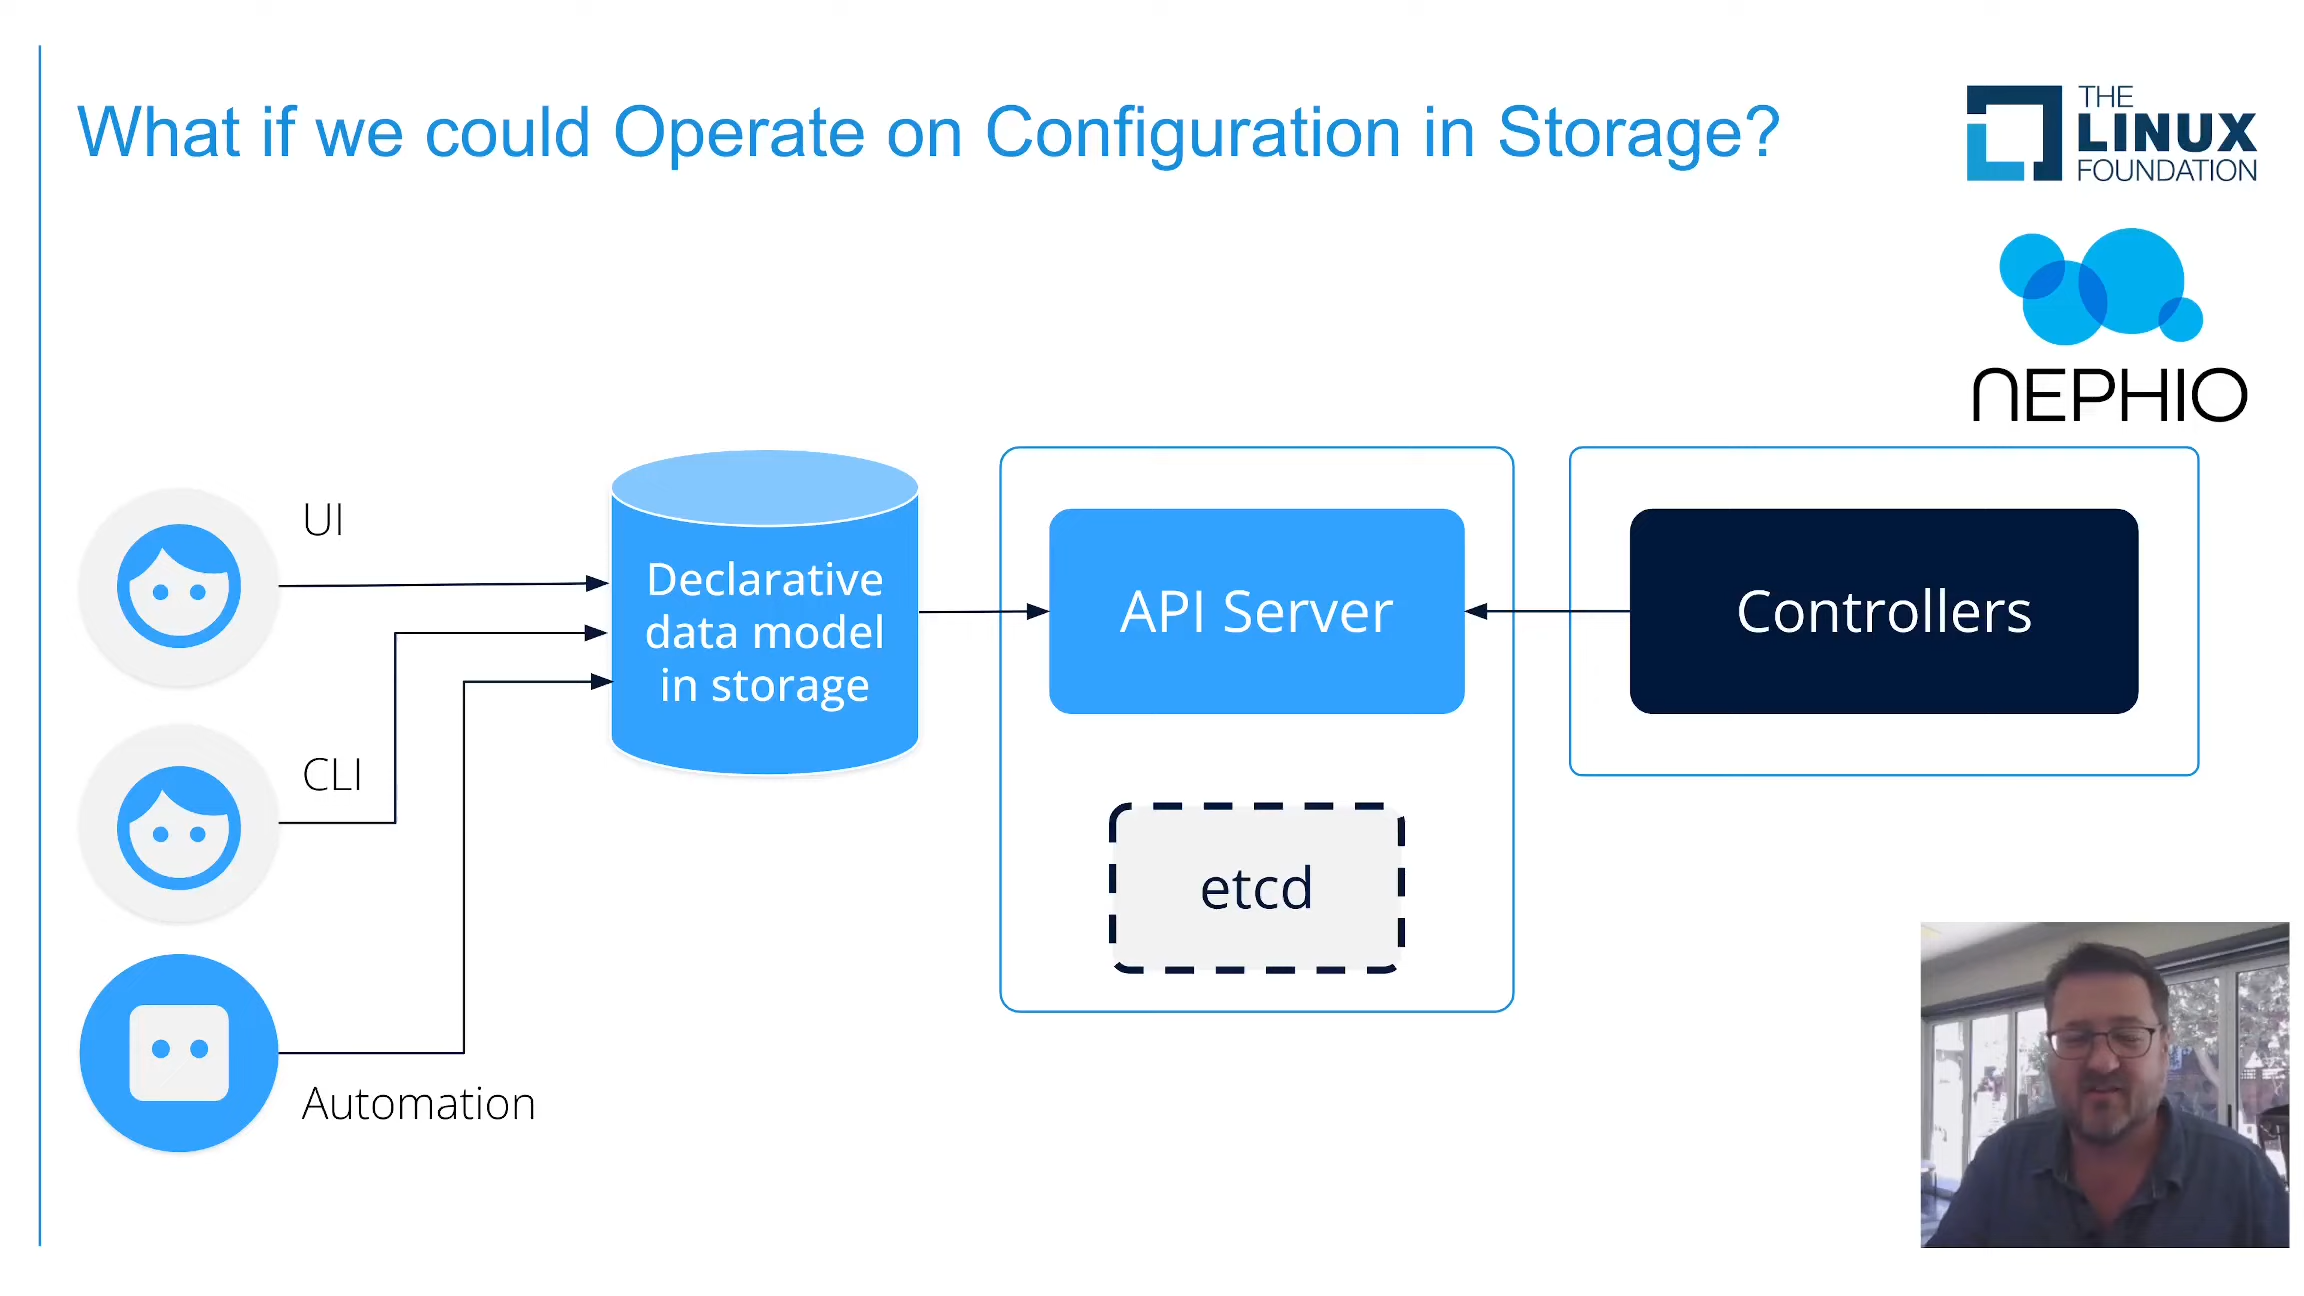 What if we could Operate on Configuration in Storage?
THE
LINUX
FOUNDATION
NEPHIO
UI
CLI
Automation
Declarative
data model
in storage
API Server
etcd
Controllers